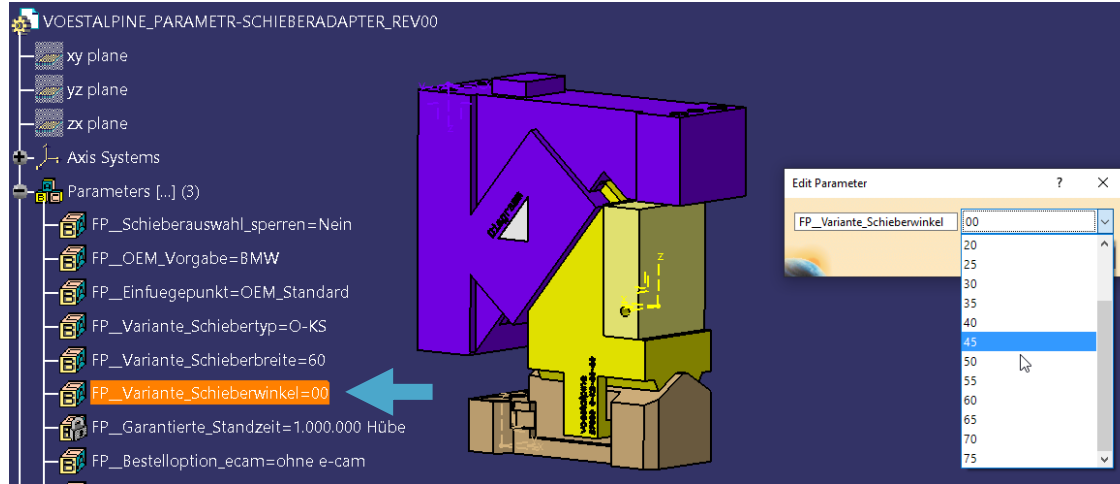 VOESTALPINE_PARAMETR-SCHIEBERADAPTER_REV00
xy plane
yz plane
zx plane
Axis Systems
Parameters [...] (3)
FP__Schieberauswahl_sperren=Nein
FP__OEM_Vorgabe=BMW
FP__Einfuegepunkt=OEM_Standard
FP__Variante_Schiebertyp=O-KS
FP__Variante_Schieberbreite=60
FP__Variante_Schieberwinkel=00
FP__Garantierte_Standzeit=1.000.000 Hübe
FP__Bestelloption_ecam=ohne e-cam
Diagramm
z
voestalpine
Edit Parameter
? ×
FP__Variante_Schieberwinkel
00
20
25
30
35
40
45
50
55
60
65
70
75